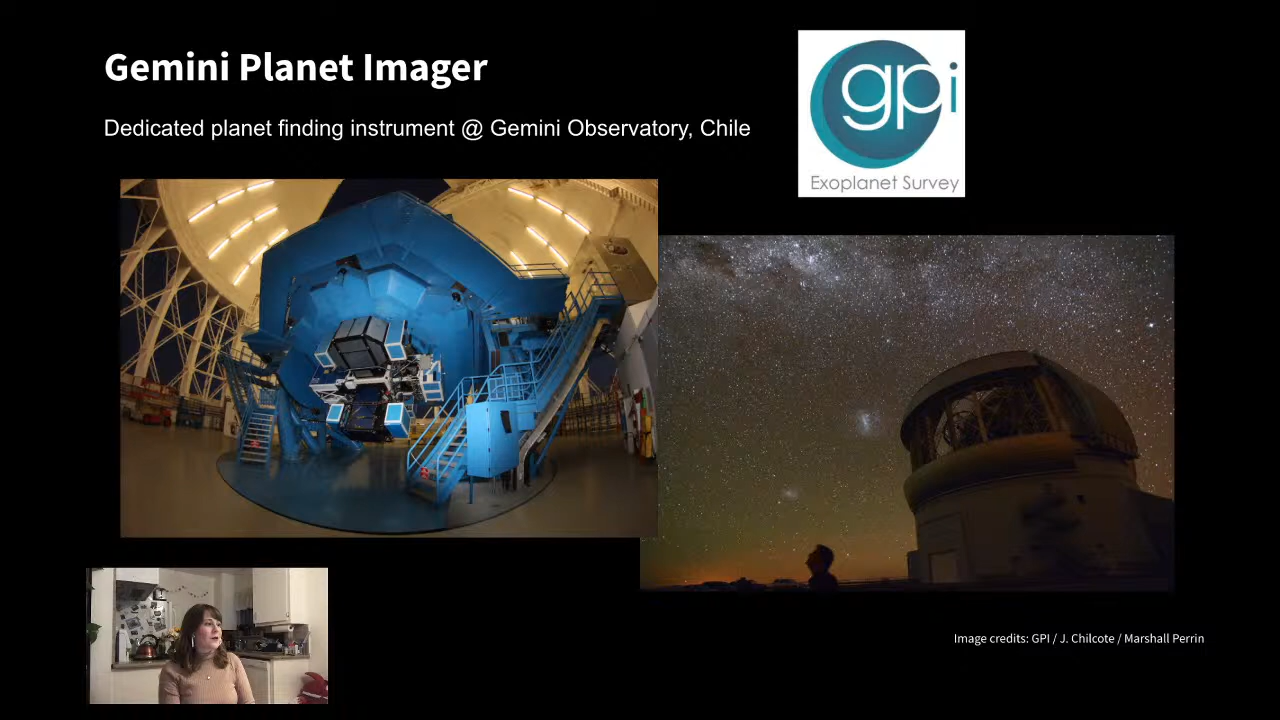 Gemini Planet Imager
Dedicated planet finding instrument @ Gemini Observatory, Chile
gpi
Exoplanet Survey
Image credits: GPI / J. Chilcote / Marshall Perrin